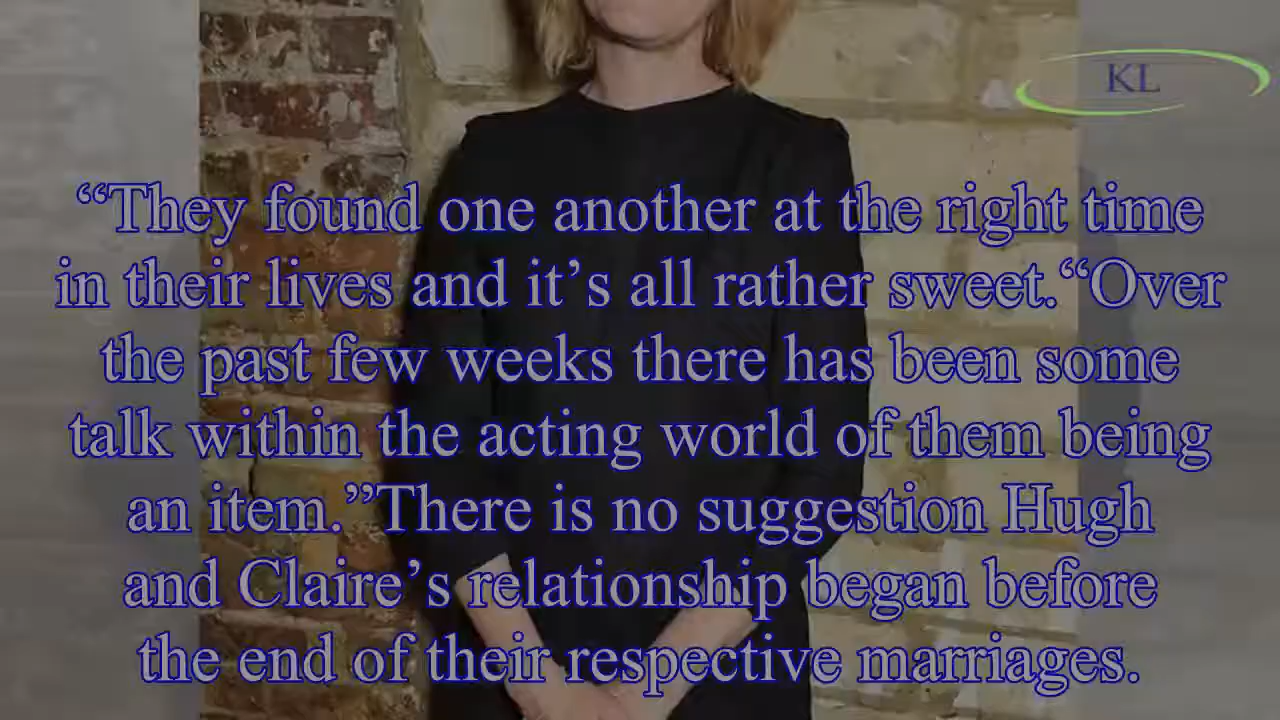 KL
“They found one another at the right time
in their lives and it’s all rather sweet.“Over
the past few weeks there has been some
talk within the acting world of them being
an item.”There is no suggestion Hugh
and Claire’s relationship began before
the end of their respective marriages.